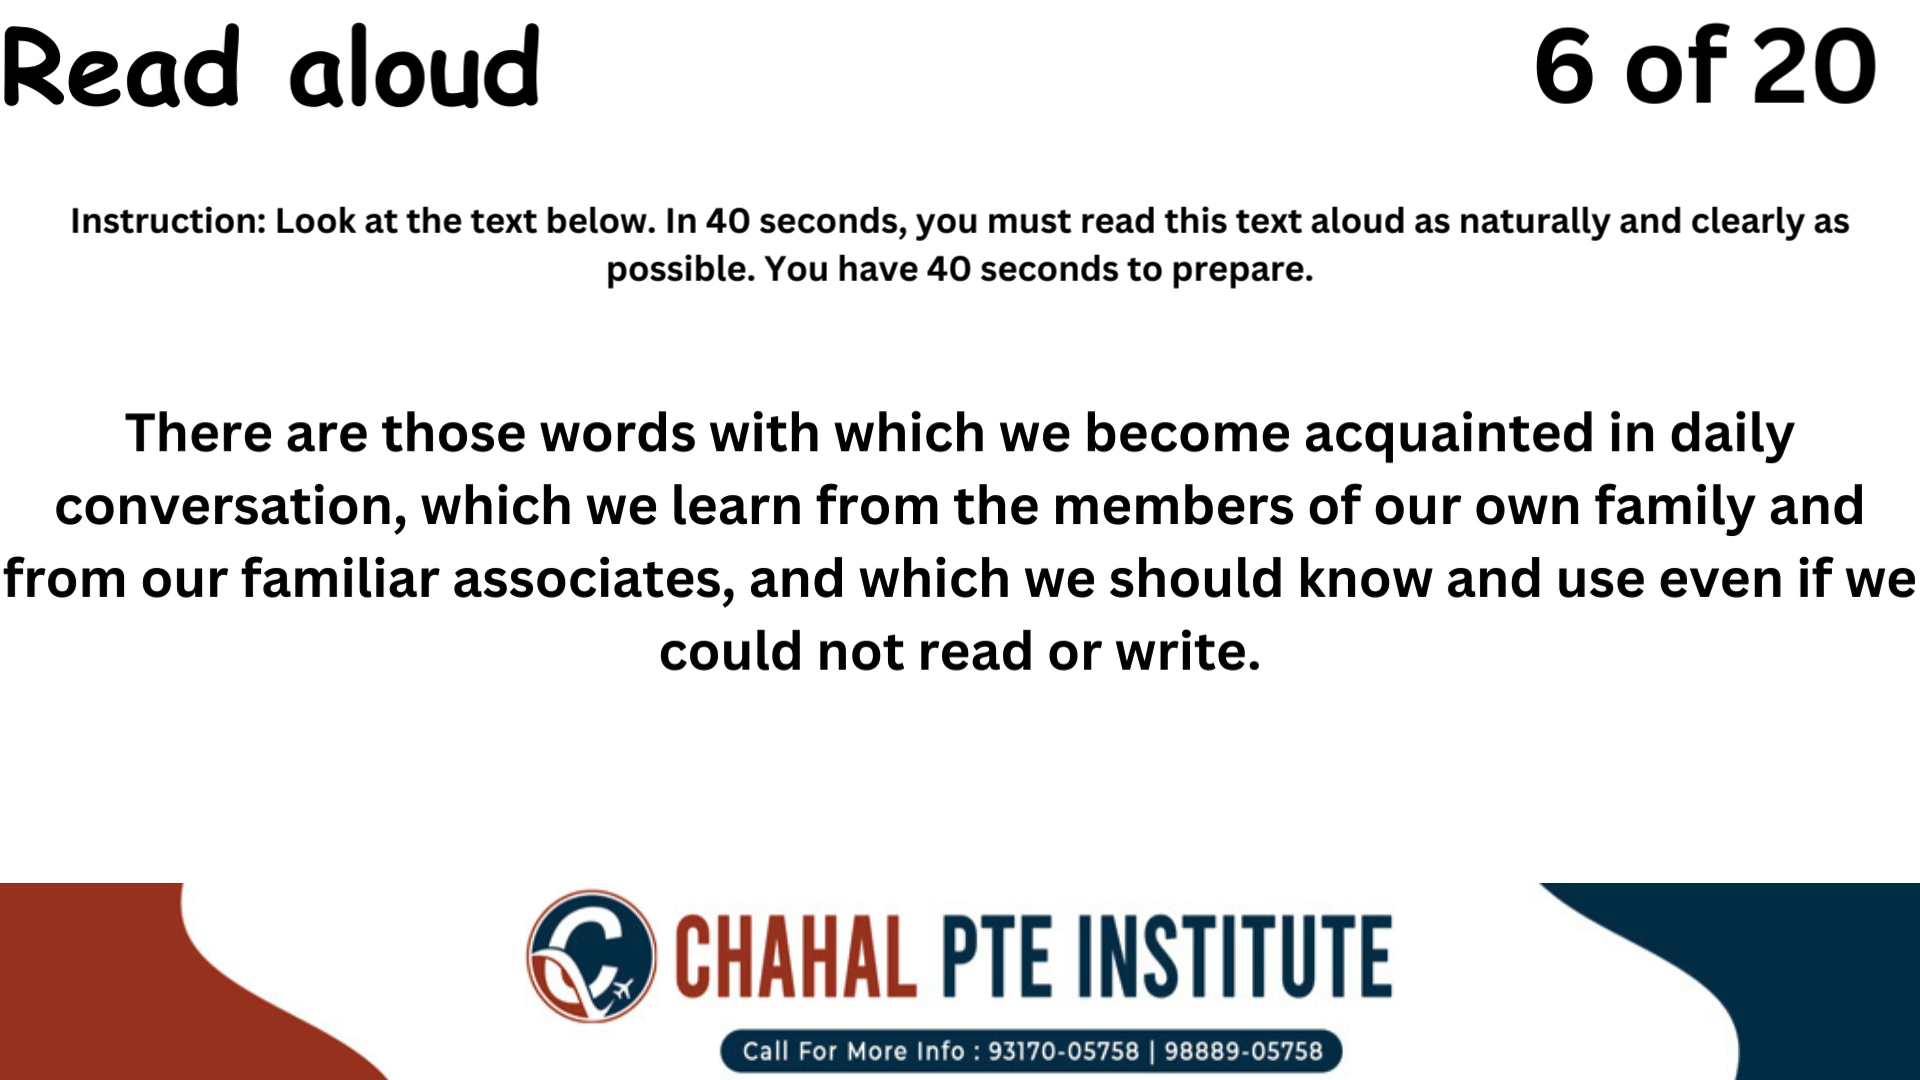 Read aloud
6 of 20
Instruction: Look at the text below. In 40 seconds, you must read this text aloud as naturally and clearly as
possible. You have 40 seconds to prepare.
There are those words with which we become acquainted in daily
conversation, which we learn from the members of our own family and
from our familiar associates, and which we should know and use even if we
could not read or write.
CHAHAL PTE INSTITUTE
Call For More Info : 93170-05758 | 98889-05758